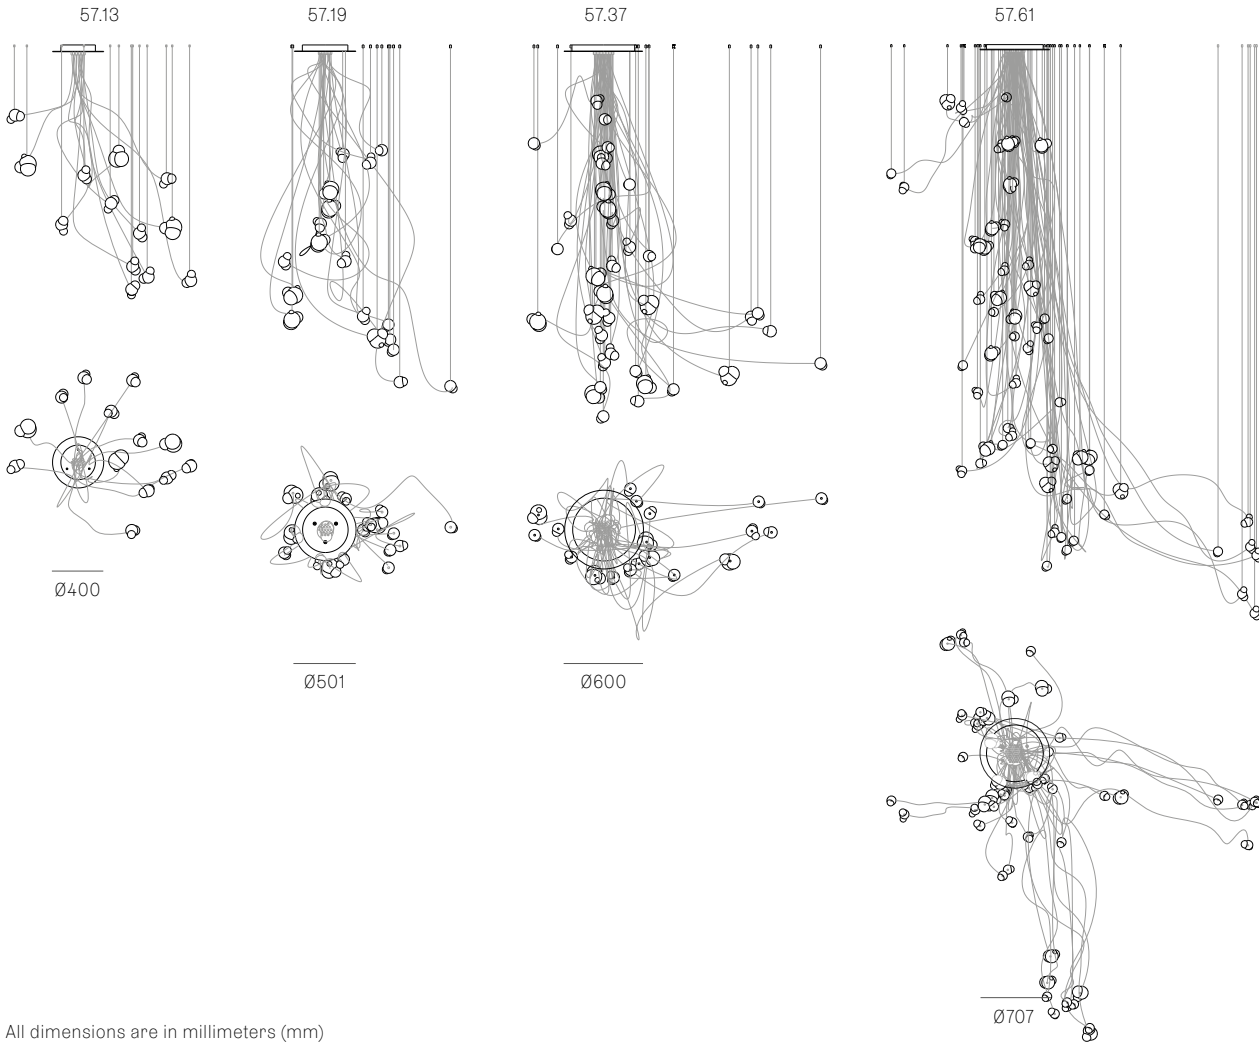 57.13
57.19
57.37
57.61
Ø400
Ø501
Ø600
Ø707
All dimensions are in millimeters (mm)